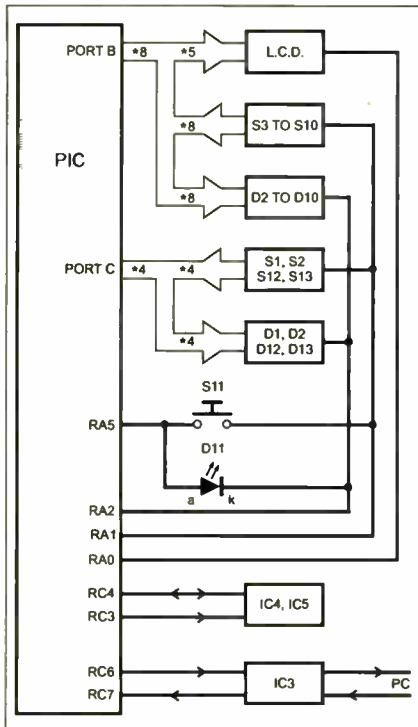 PORT B
*8
*5
L.C.D.
*8
S3 TO S10
PIC
*8
D2 TO D10
PORT C
*4
*4
S1, S2
S12, S13
*4
D1, D2
D12, D13
S11
RA5
D11
a
k
RA2
RA1
RA0
RC4
RC3
IC4, IC5
RC6
RC7
IC3
PC